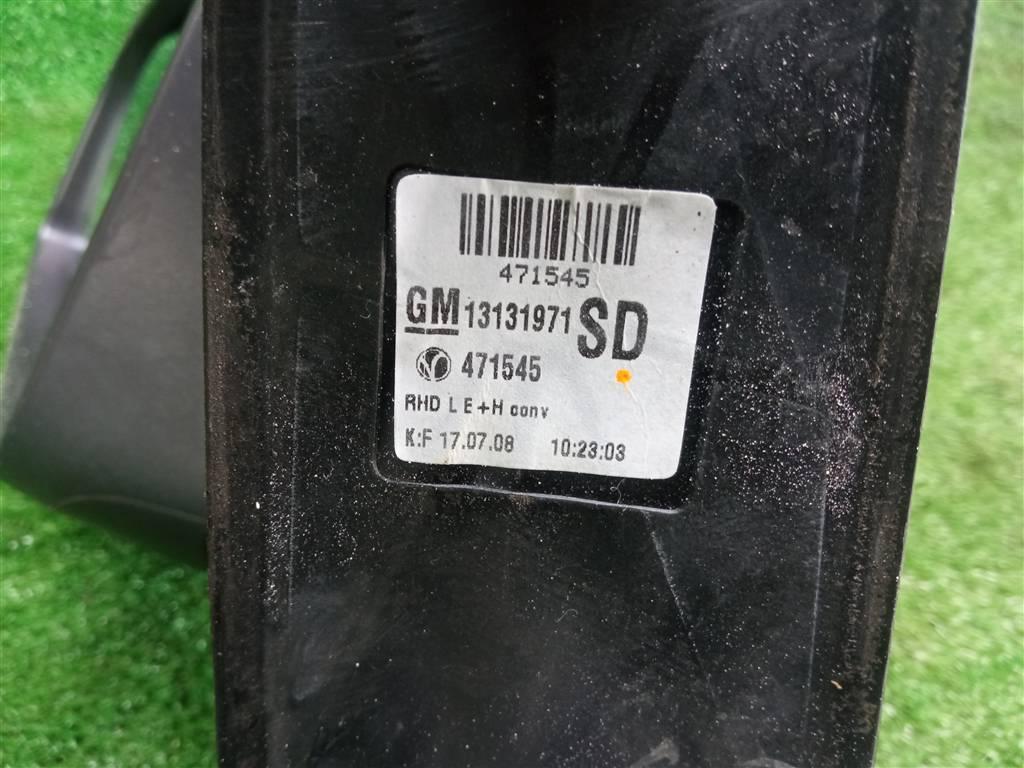 471545
GM 13131971 SD
471545
RHD L E+H conv
K:F 17.07.08 10:23:03